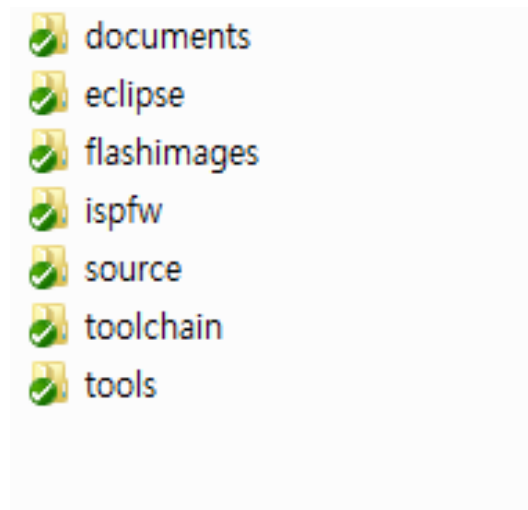 documents
eclipse
flashimages
ispfw
source
toolchain
tools